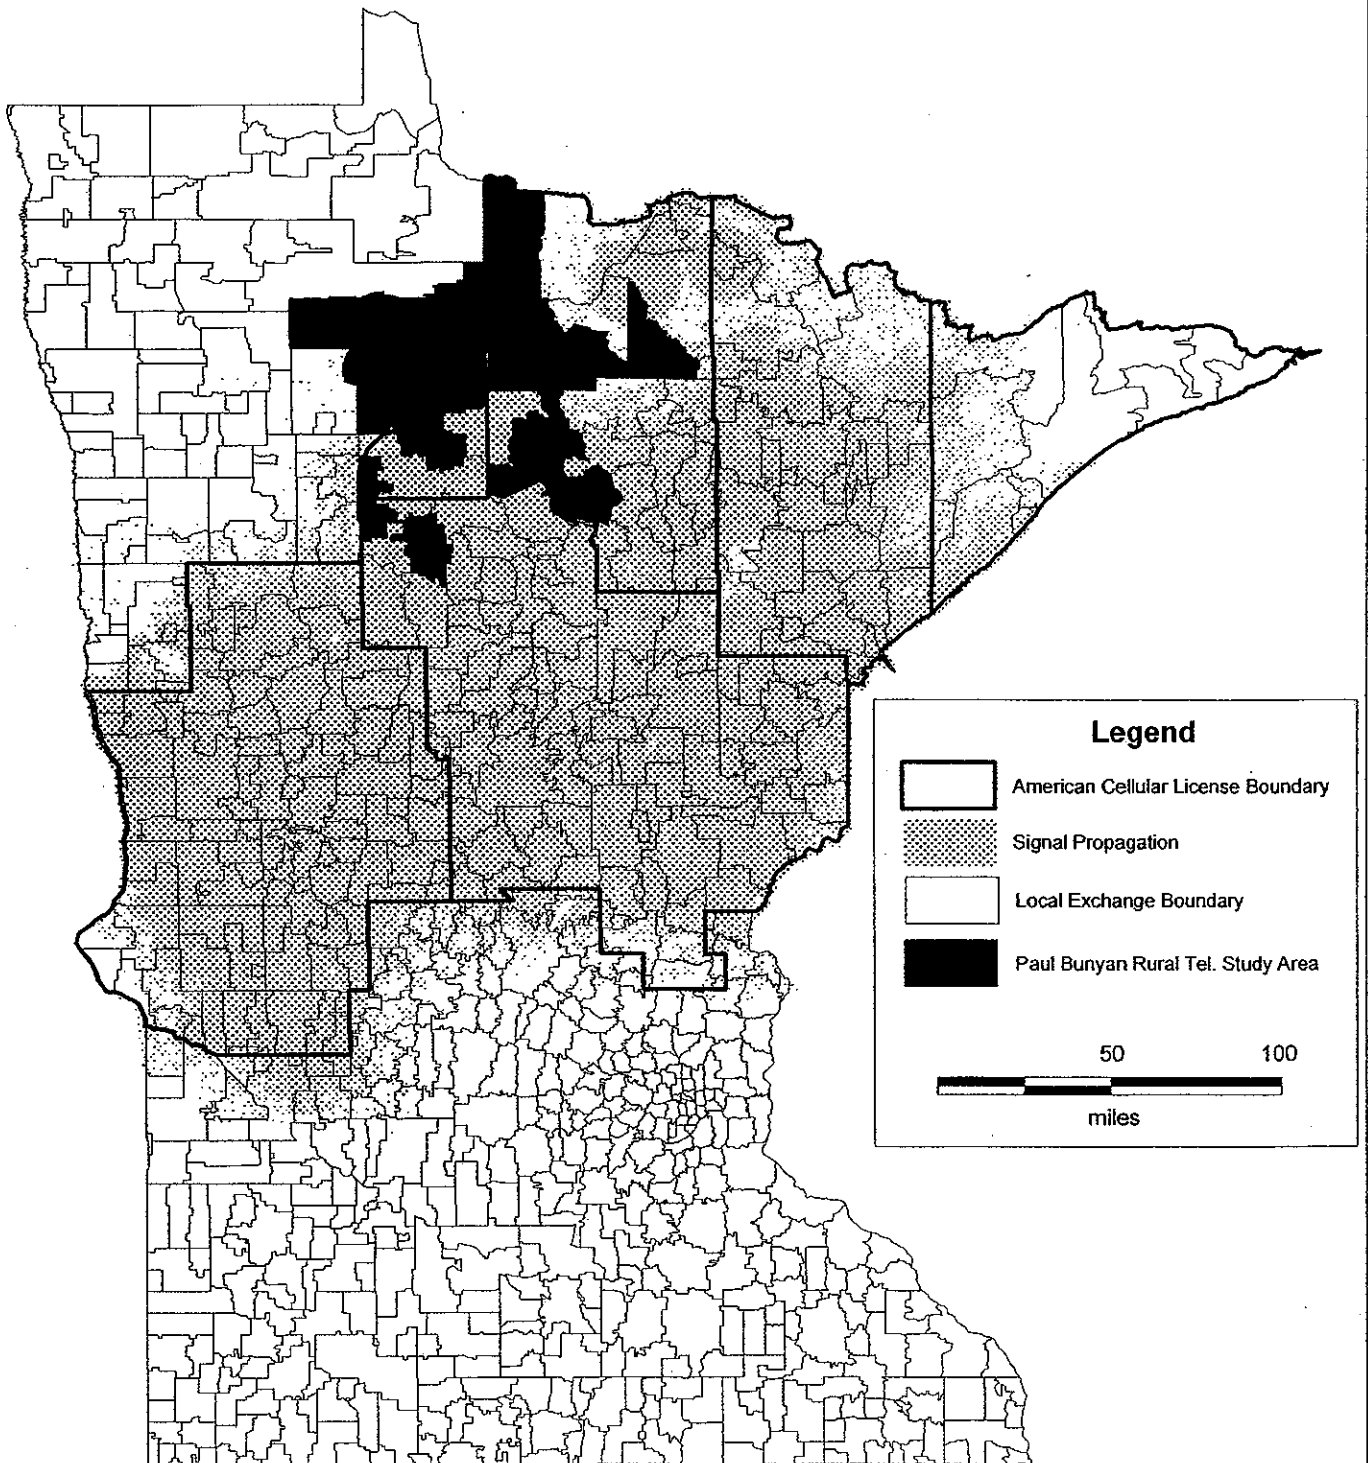 Legend
American Cellular License Boundary
Signal Propagation
Local Exchange Boundary
Paul Bunyan Rural Tel. Study Area
50 100
miles